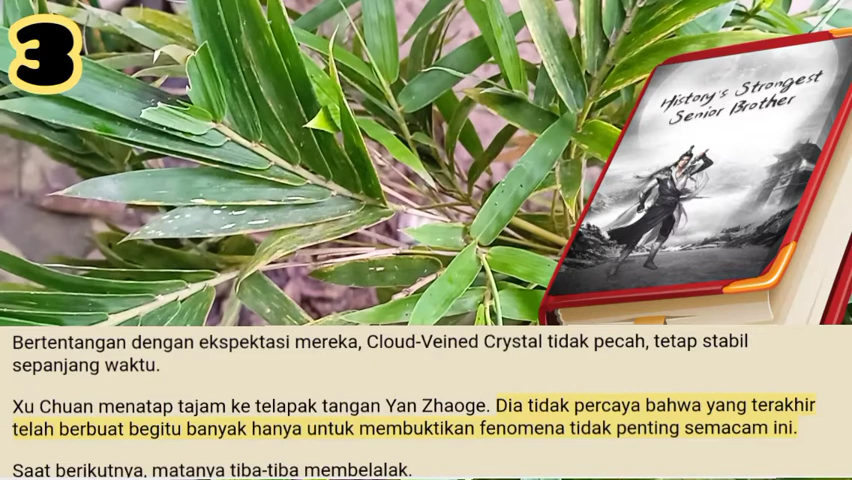 3
History's Strongest
Senior Brother
Bertentangan dengan ekspektasi mereka, Cloud-Veined Crystal tidak pecah, tetap stabil
sepanjang waktu.
Xu Chuan menatap tajam ke telapak tangan Yan Zhaoge. Dia tidak percaya bahwa yang terakhir
telah berbuat begitu banyak hanya untuk membuktikan fenomena tidak penting semacam ini.
Saat berikutnya, matanya tiba-tiba membelalak.